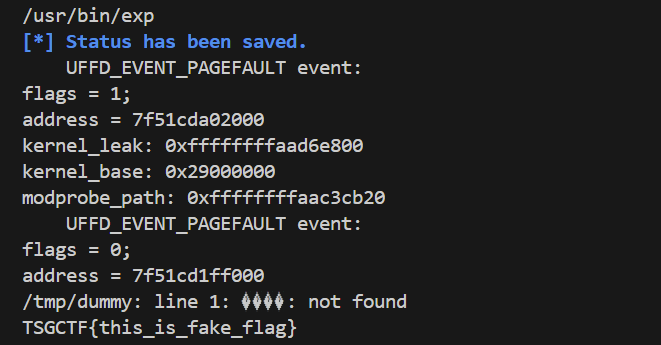 /usr/bin/exp
[*] Status has been saved.
UFFD_EVENT_PAGEFAULT event:
flags = 1;
address = 7f51cda02000
kernel_leak: 0xffffffffaad6e800
kernel_base: 0x29000000
modprobe_path: 0xffffffffaac3cb20
UFFD_EVENT_PAGEFAULT event:
flags = 0;
address = 7f51cd1ff000
/tmp/dummy: line 1: ����: not found
TSGCTF{this_is_fake_flag}